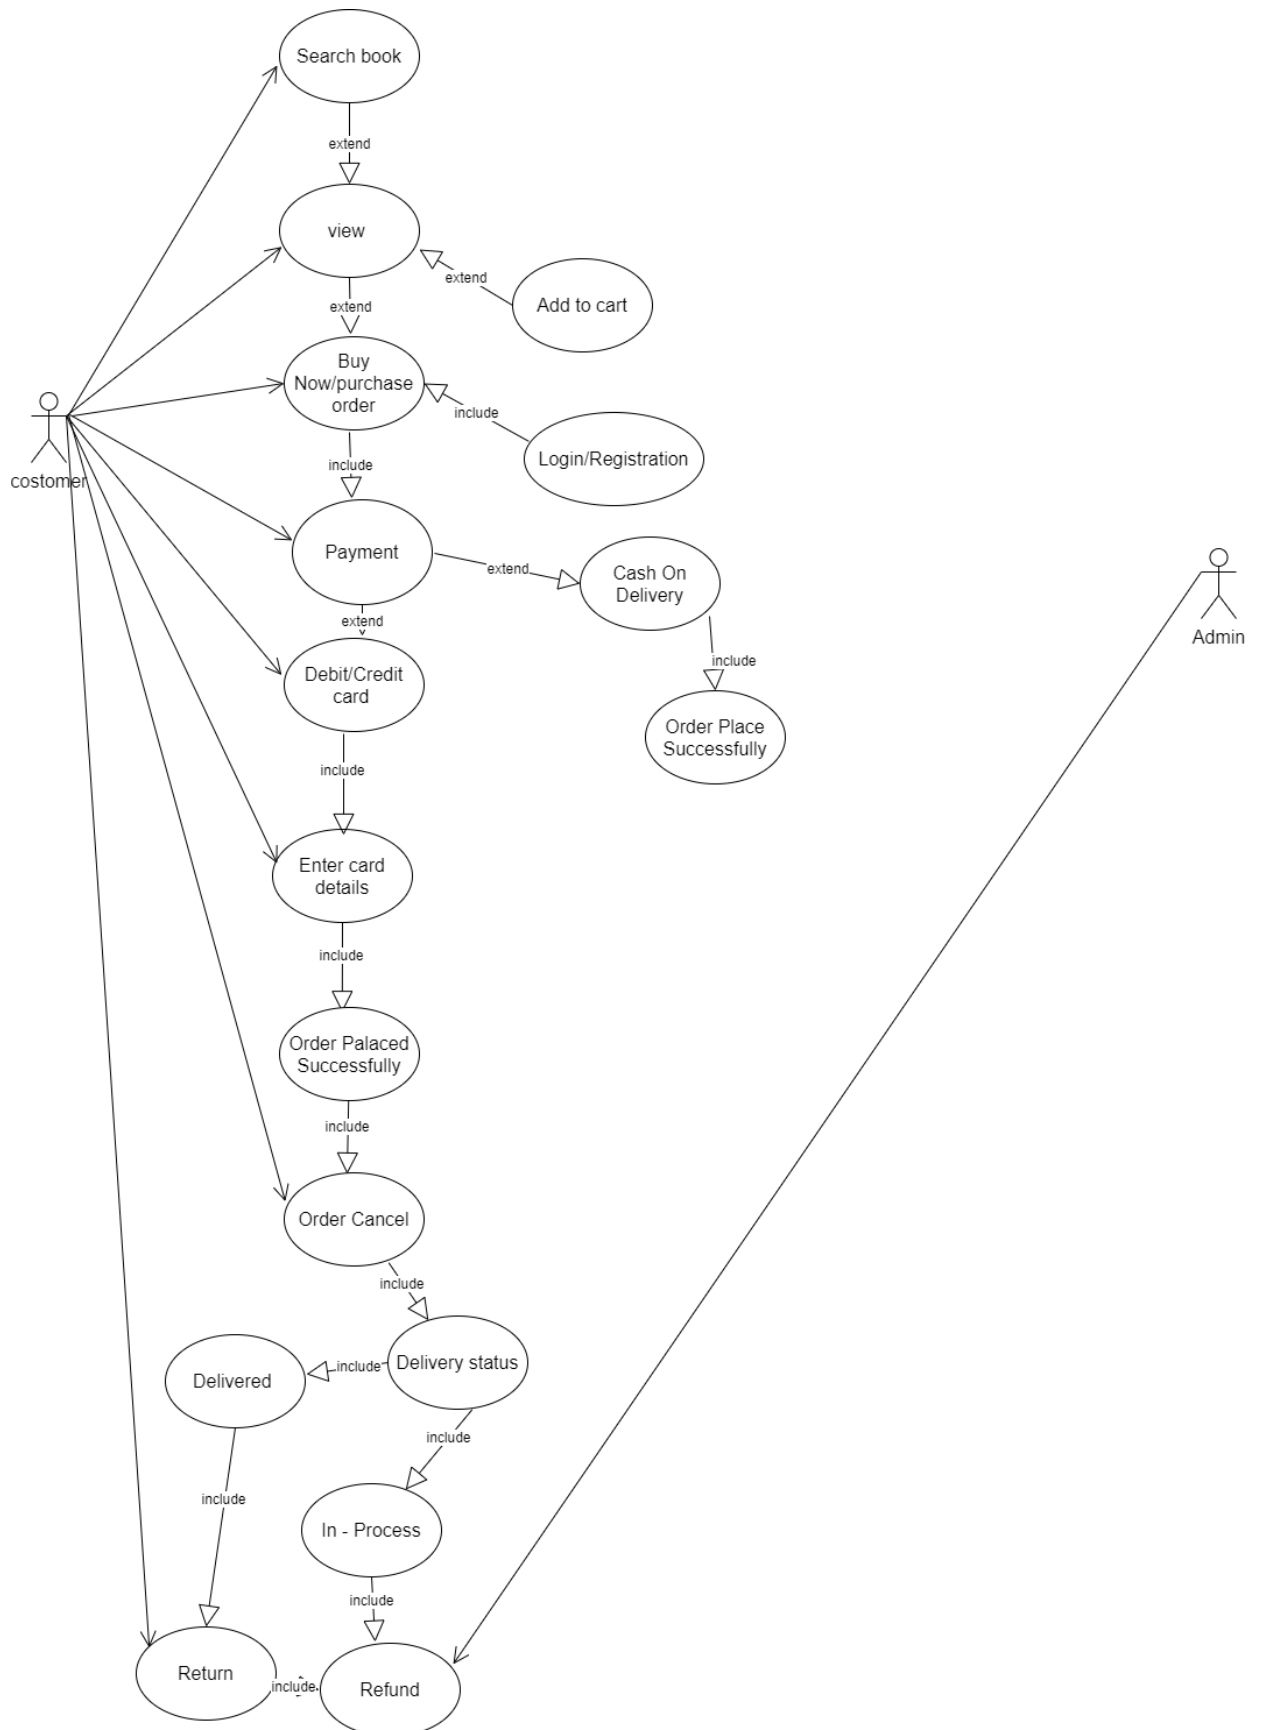 Search book
extend
view
extend
Add to cart
extend
Buy
Now/purchase
order
include
Login/Registration
include
costomer
Payment
extend
Cash On
Delivery
Admin
extend
include
Debit/Credit
card
Order Place
Successfully
include
Enter card
details
include
Order Palaced
Successfully
include
Order Cancel
include
Delivery status
include
Delivered
include
include
In - Process
include
Return
include
Refund